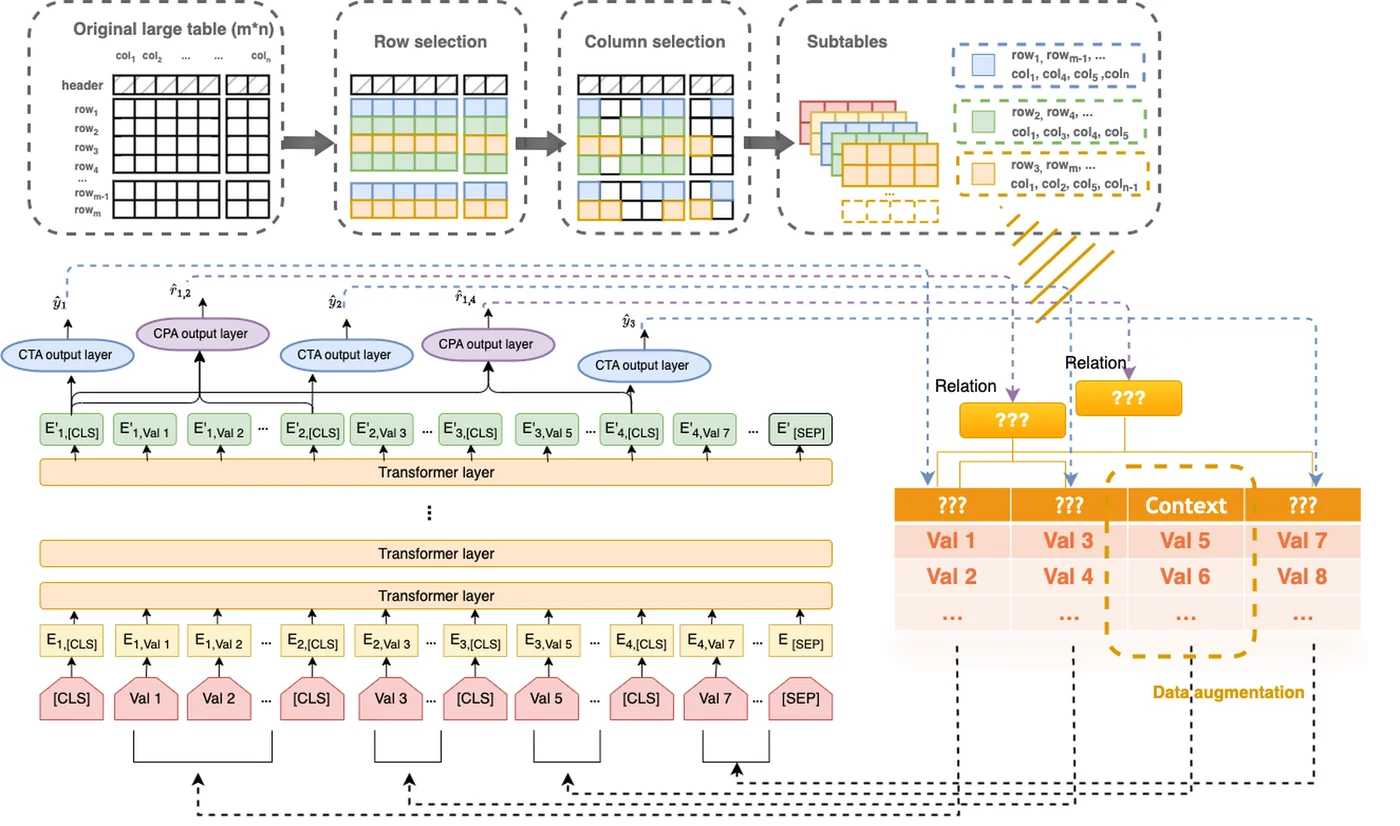 Original large table (m*n)
Row selection
Column selection
Subtables
col1 col2 ... ... coln
header
row1
row2
row3
row4
...
rowm-1
rowm
...
row1, rowm-1, ...
col1, col4, col5 ,coln
row2, row4, ...
col1, col3, col4, col5
row3, rowm, ...
col1, col2, col5, coln-1
ŷ1
r̂1,2
ŷ2
r̂1,4
ŷ3
CTA output layer
CPA output layer
CTA output layer
CPA output layer
CTA output layer
E'1,[CLS] E'1,Val 1 E'1,Val 2 ... E'2,[CLS] E'2,Val 3 ... E'3,[CLS] E'3,Val 5 ... E'4,[CLS] E'4,Val 7 ... E' [SEP]
Transformer layer
⋮
Transformer layer
Transformer layer
E1,[CLS] E1,Val 1 E1,Val 2 ... E2,[CLS] E2,Val 3 ... E3,[CLS] E3,Val 5 ... E4,[CLS] E4,Val 7 ... E [SEP]
[CLS] Val 1 Val 2 ... [CLS] Val 3 ... [CLS] Val 5 ... [CLS] Val 7 ... [SEP]
Relation
???
Relation
???
??? ??? Context ???
Val 1 Val 3 Val 5 Val 7
Val 2 Val 4 Val 6 Val 8
... ... ... ...
Data augmentation